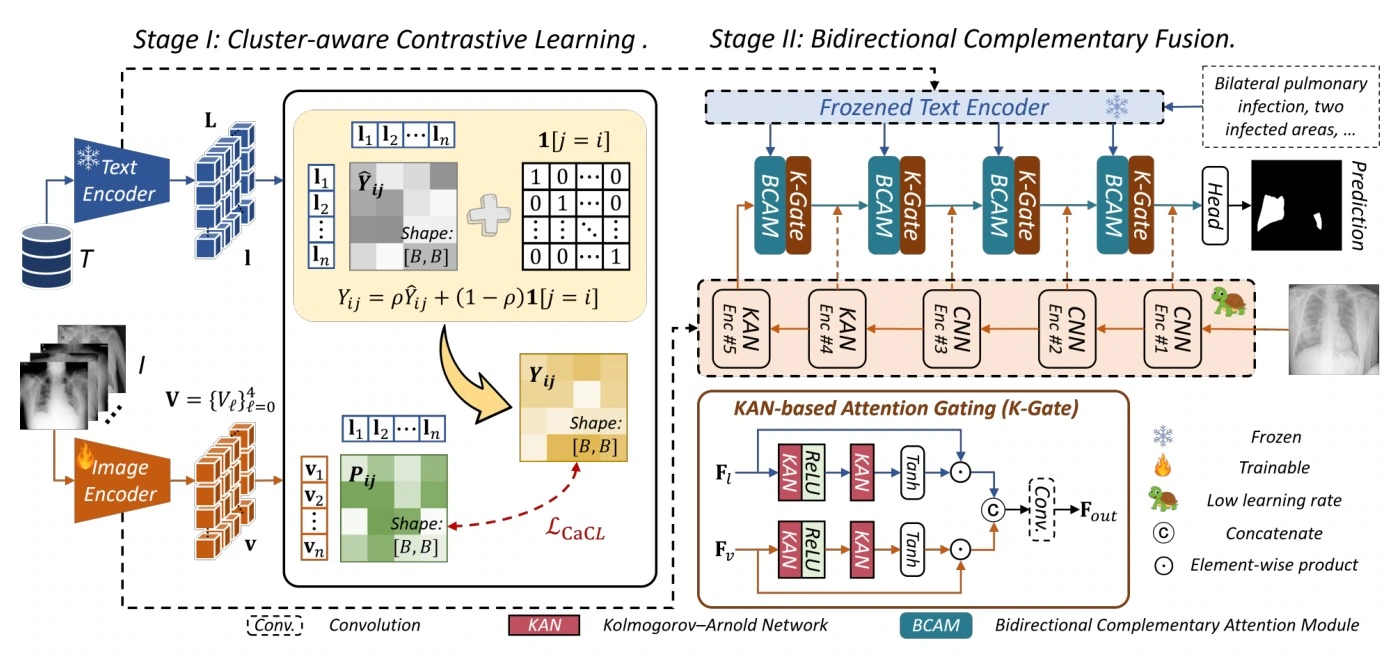 Stage I: Cluster-aware Contrastive Learning .
Stage II: Bidirectional Complementary Fusion.
Text
Encoder
T
L
l
I
Image
Encoder
V = {V_ℓ}⁴_{ℓ=0}
v
l₁ l₂ ⋯ lₙ
l₁
l₂
⋮
lₙ
Ŷᵢⱼ
Shape:
[B, B]
1[j = i]
1 0 ⋯ 0
0 1 ⋯ 0
⋮ ⋮ ⋱ ⋮
0 0 ⋯ 1
Yᵢⱼ = ρŶᵢⱼ + (1 − ρ)1[j = i]
Yᵢⱼ
Shape:
[B, B]
l₁ l₂ ⋯ lₙ
v₁
v₂
⋮
vₙ
Pᵢⱼ
Shape:
[B, B]
ℒ_CaCL
Frozened Text Encoder
Bilateral pulmonary
infection, two
infected areas, …
BCAM
K-Gate
BCAM
K-Gate
BCAM
K-Gate
BCAM
K-Gate
Head
Prediction
KAN
Enc #5
KAN
Enc #4
CNN
Enc #3
CNN
Enc #2
CNN
Enc #1
KAN-based Attention Gating (K-Gate)
F_l
KAN
ReLU
KAN
Tanh
F_v
KAN
ReLU
KAN
Tanh
C
Conv.
F_out
Frozen
Trainable
Low learning rate
C Concatenate
Element-wise product
Conv. Convolution
KAN Kolmogorov–Arnold Network
BCAM Bidirectional Complementary Attention Module